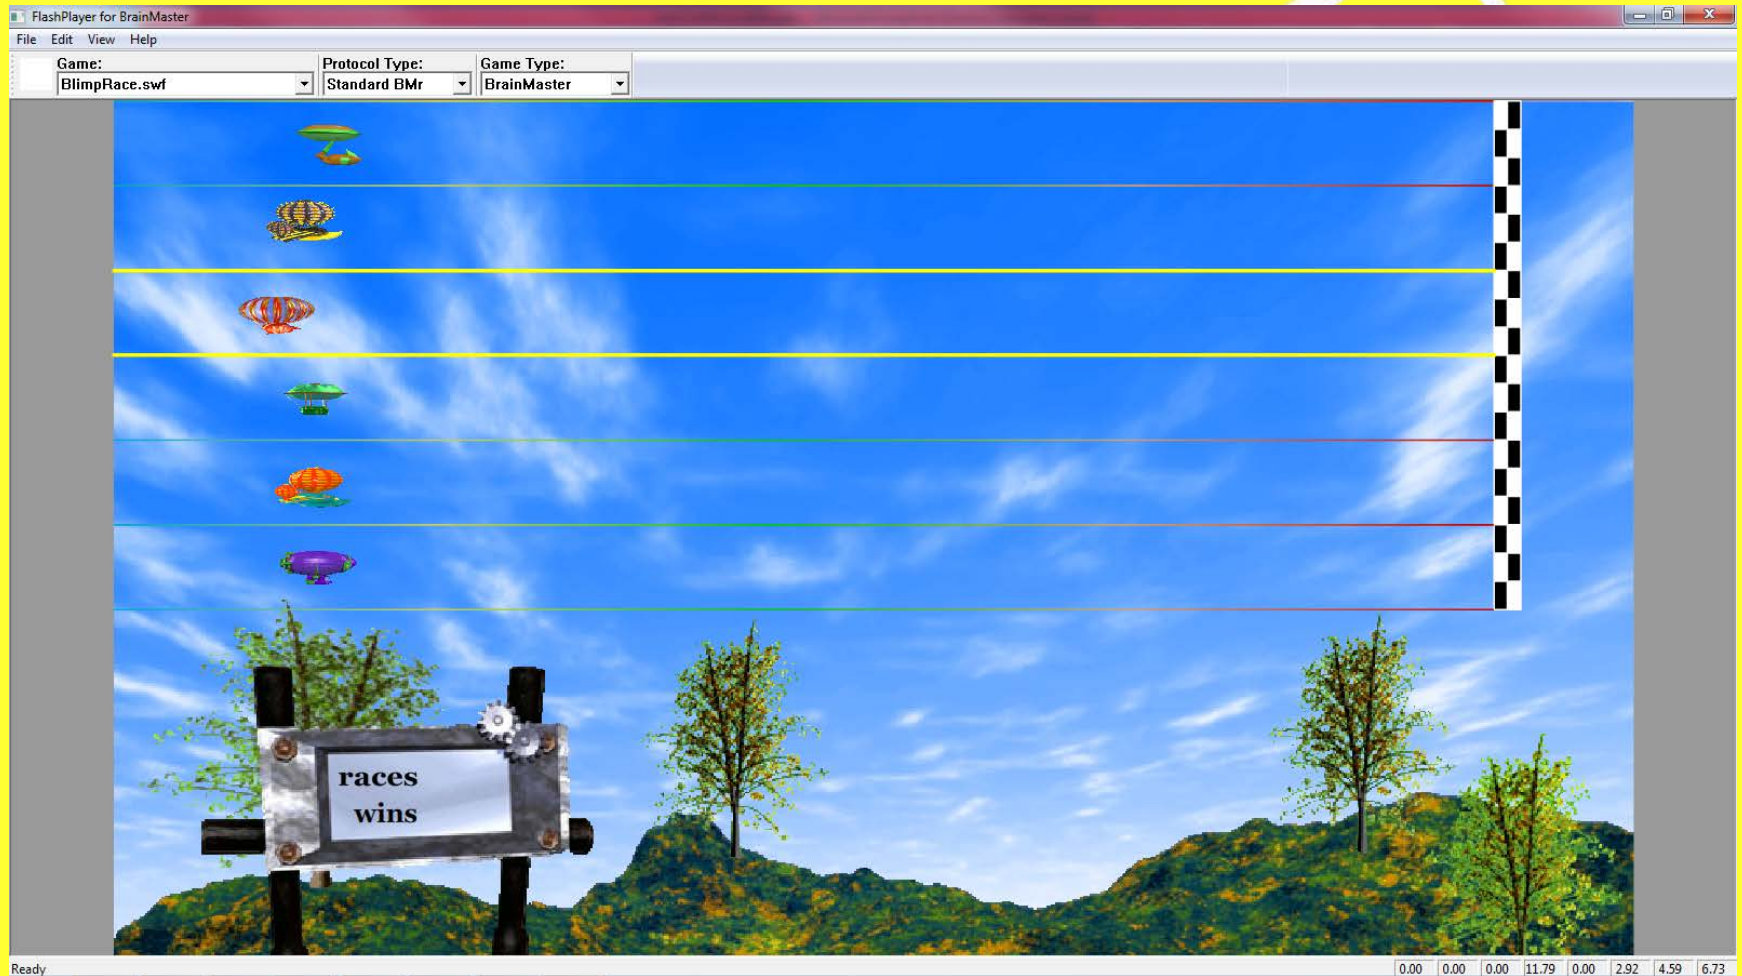 FlashPlayer for BrainMaster
File Edit View Help
Game: Protocol Type: Game Type:
BlimpRace.swf Standard BMr BrainMaster
races
wins
Ready 0.00 0.00 0.00 11.79 0.00 2.92 4.59 6.73